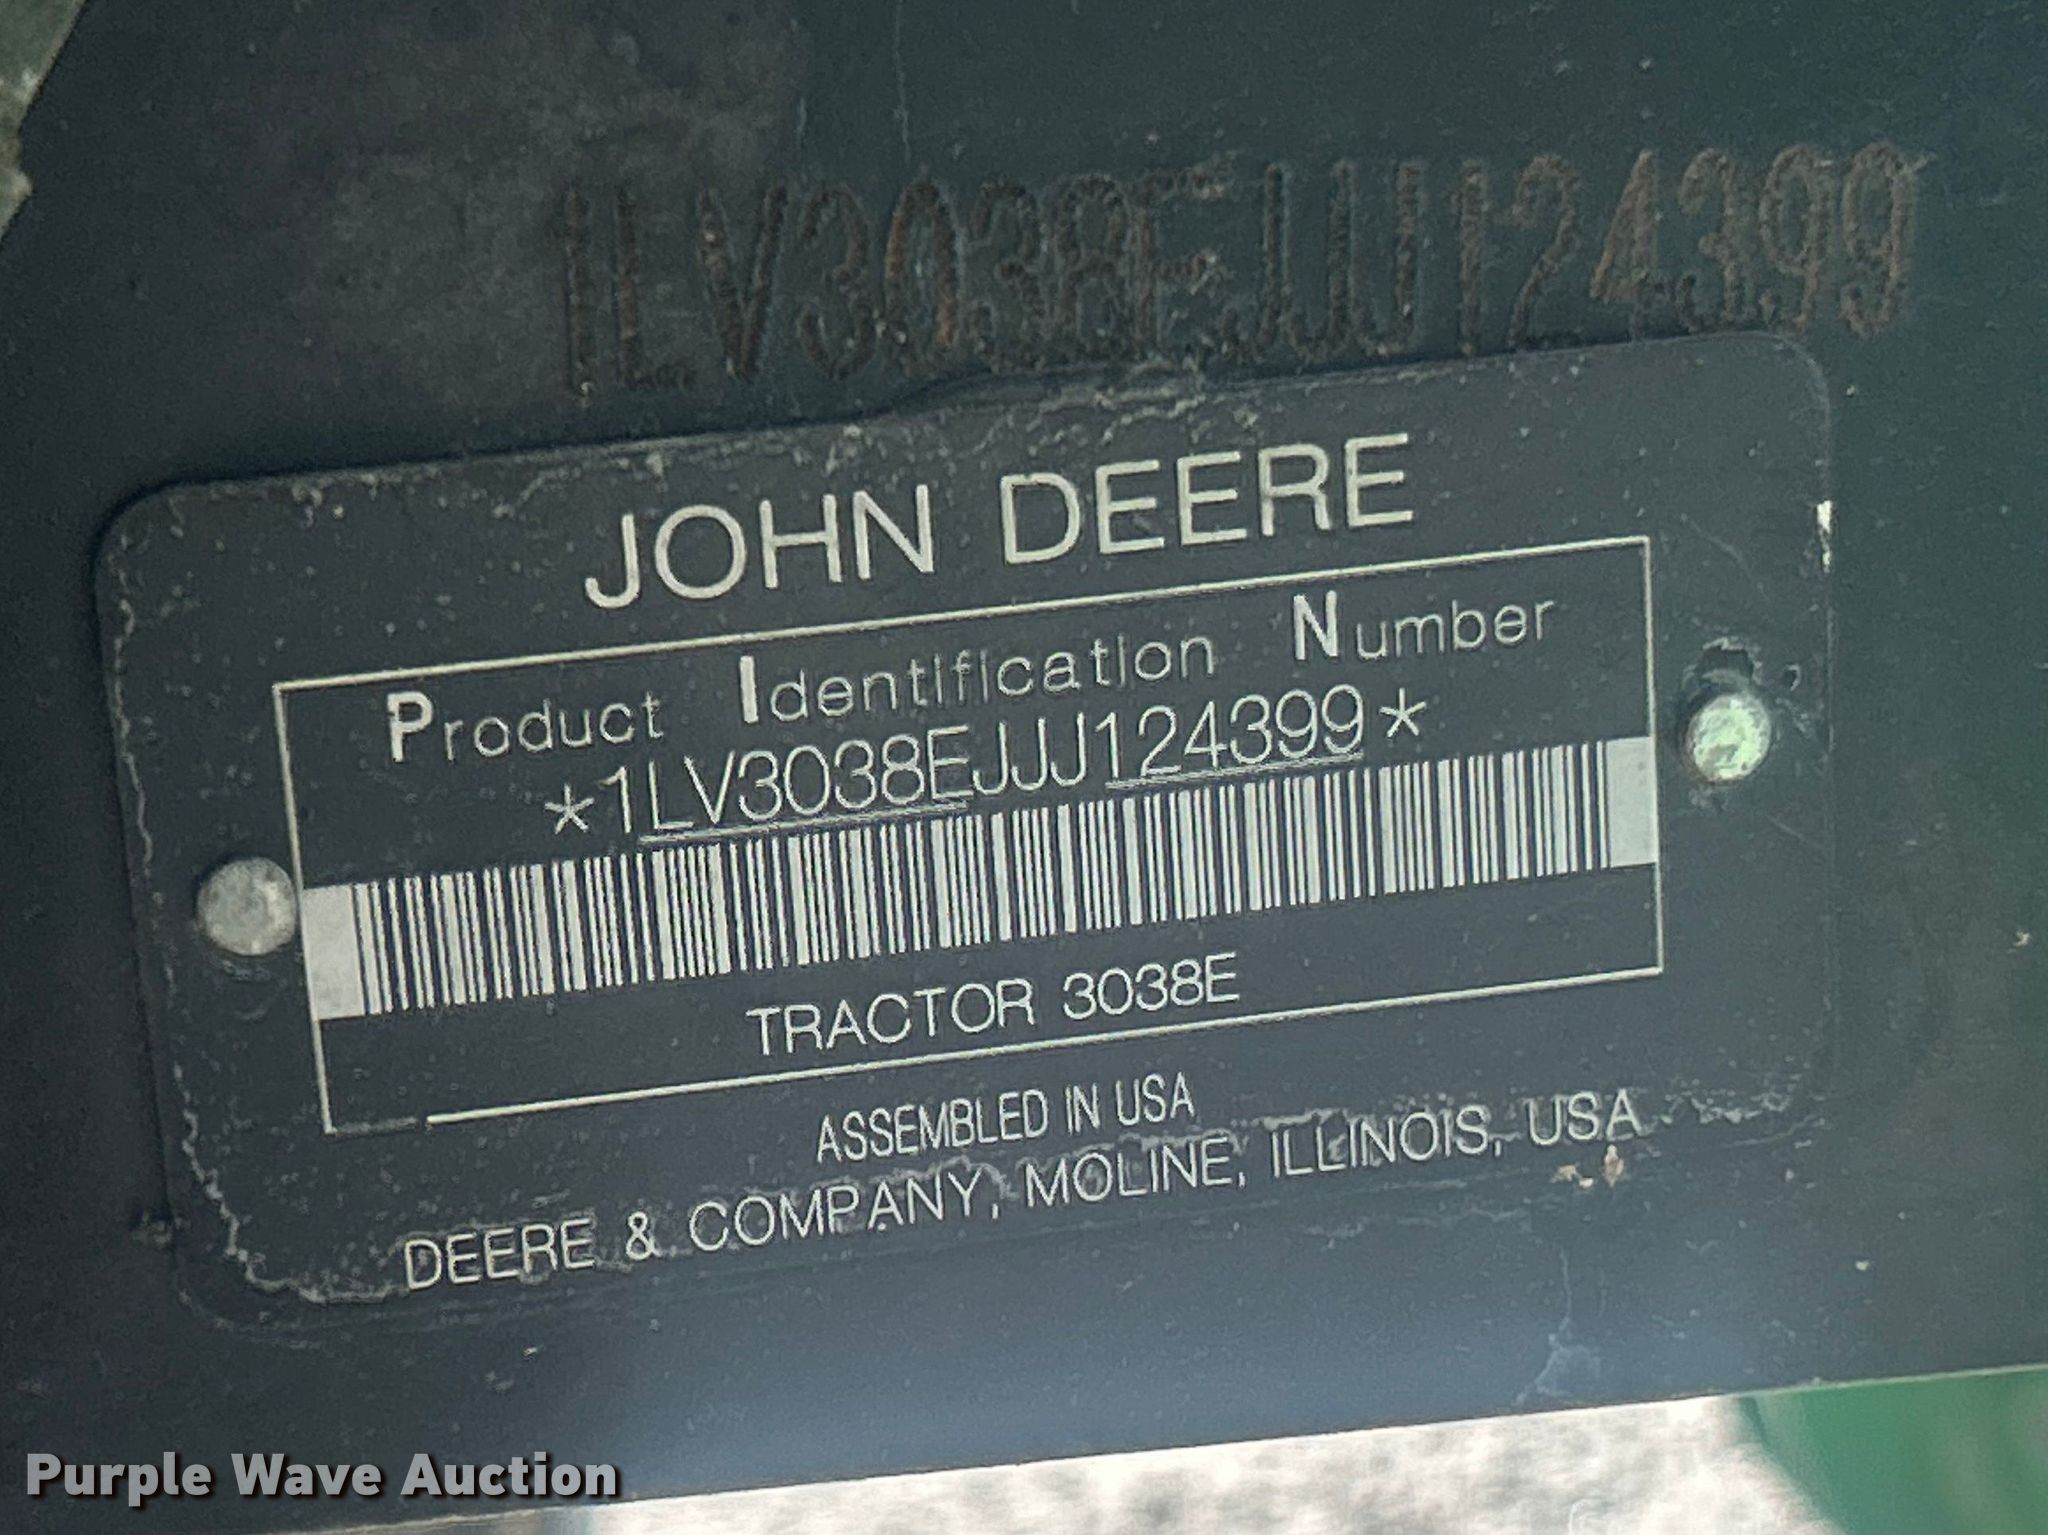 1LV3038EJJJ124399
JOHN DEERE
Product Identification Number
*1LV3038EJJJ124399*
TRACTOR 3038E
ASSEMBLED IN USA
DEERE & COMPANY, MOLINE, ILLINOIS, USA
Purple Wave Auction